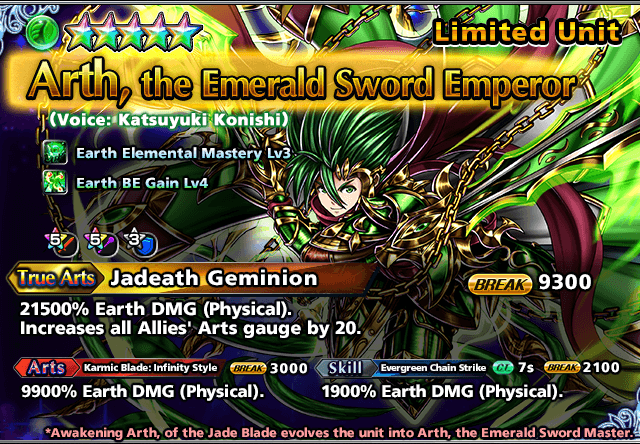 Limited Unit
Arth, the Emerald Sword Emperor
(Voice: Katsuyuki Konishi)
Earth Elemental Mastery Lv3
Earth BE Gain Lv4
5 5 3
True Arts Jadeath Geminion BREAK 9300
21500% Earth DMG (Physical).
Increases all Allies' Arts gauge by 20.
Arts Karmic Blade: Infinity Style BREAK 3000 Skill Evergreen Chain Strike CT 7s BREAK 2100
9900% Earth DMG (Physical). 1900% Earth DMG (Physical).
*Awakening Arth, of the Jade Blade evolves the unit into Arth, the Emerald Sword Master.